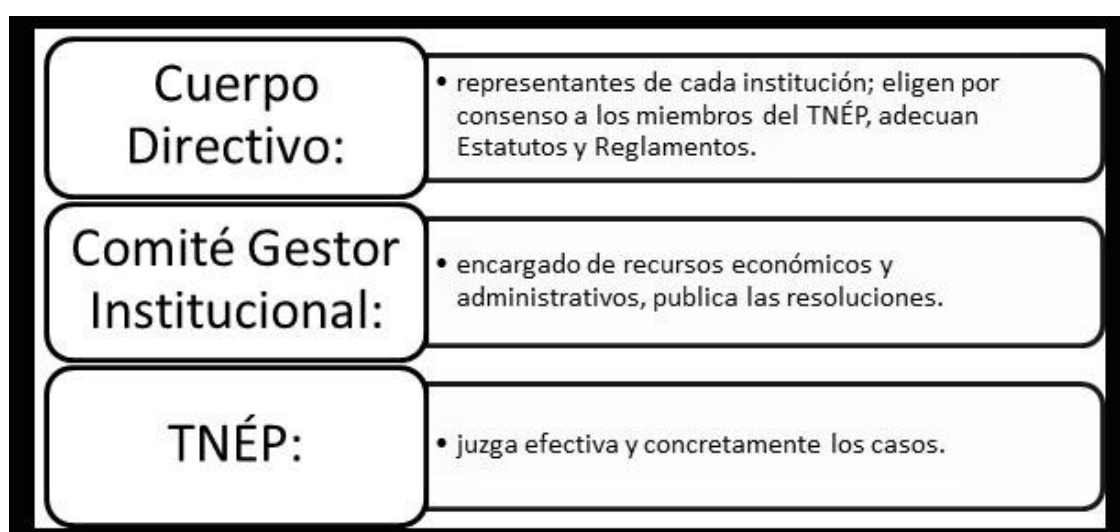 Cuerpo
Directivo:
• representantes de cada institución; eligen por
consenso a los miembros del TNÉP, adecuan
Estatutos y Reglamentos.
Comité Gestor
Institucional:
• encargado de recursos económicos y
administrativos, publica las resoluciones.
TNÉP:
• juzga efectiva y concretamente los casos.